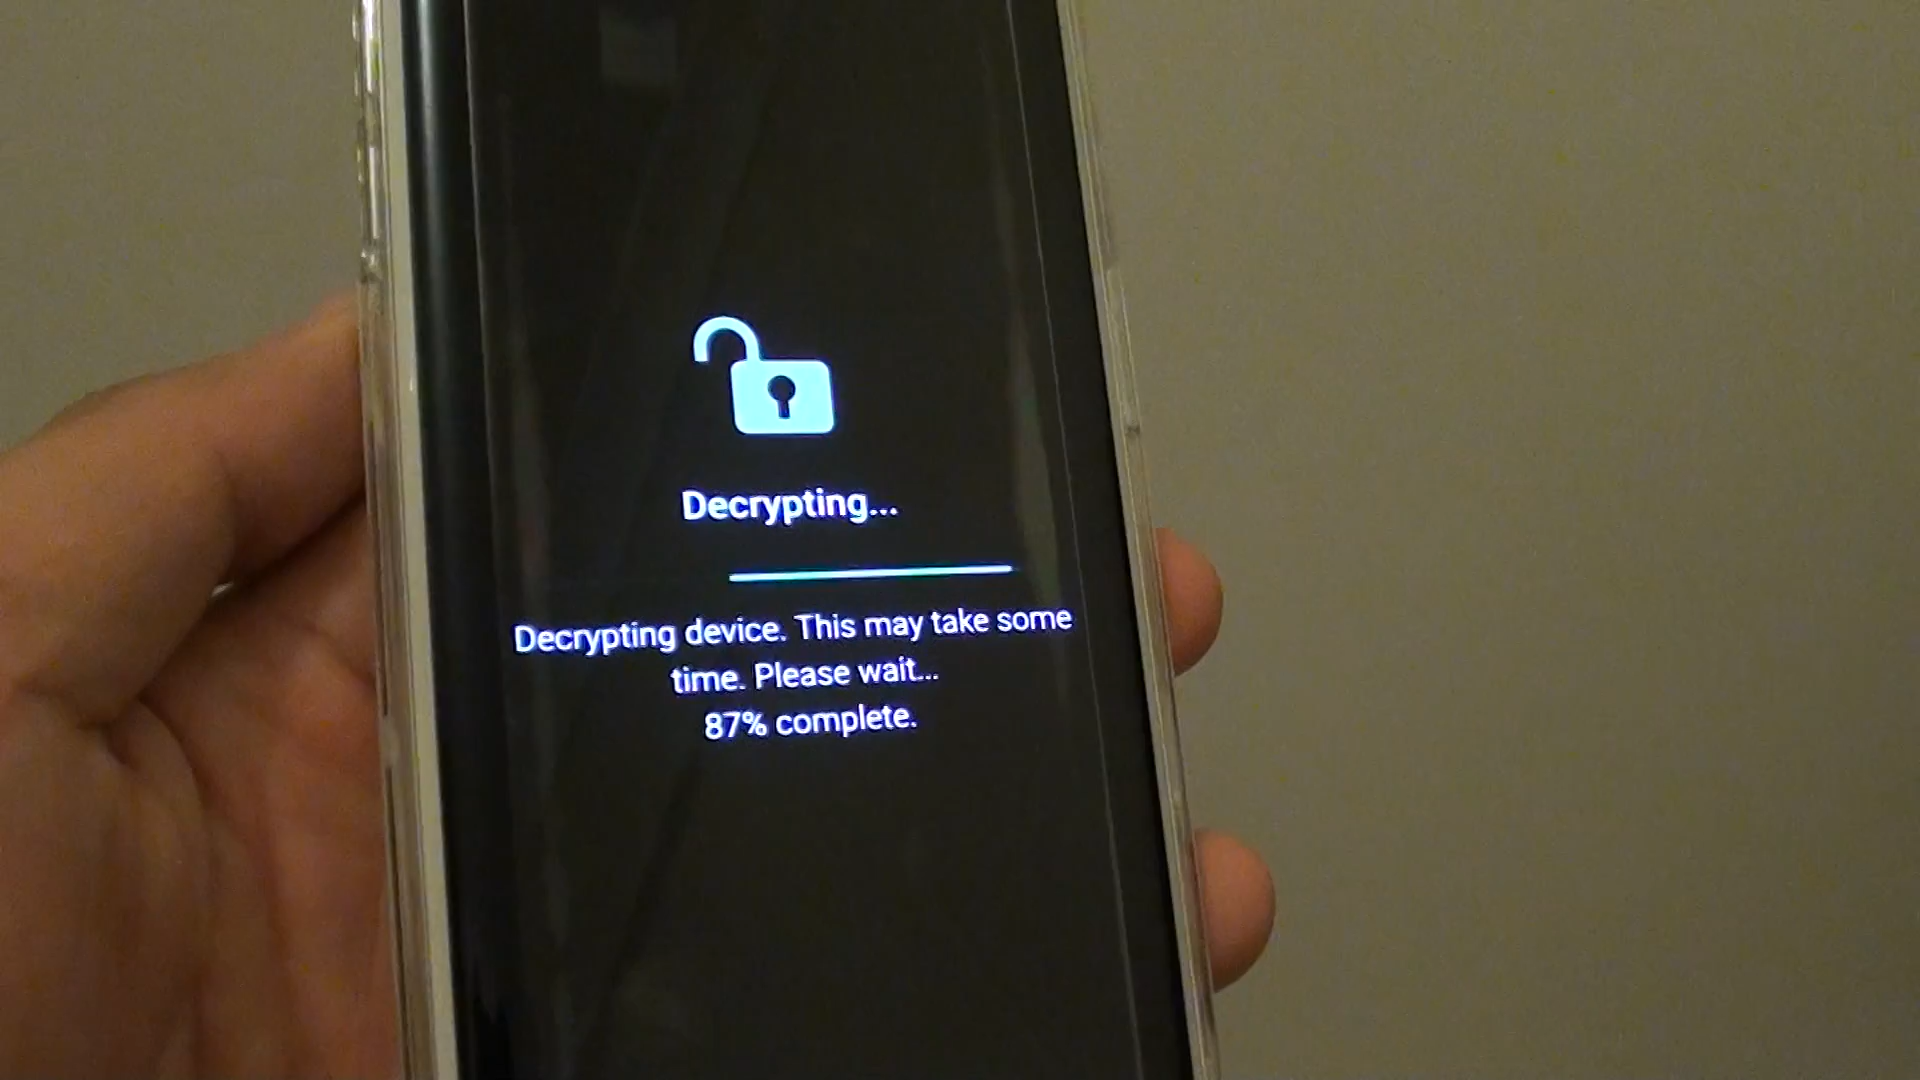 Decrypting...
Decrypting device. This may take some
time. Please wait...
87% complete.